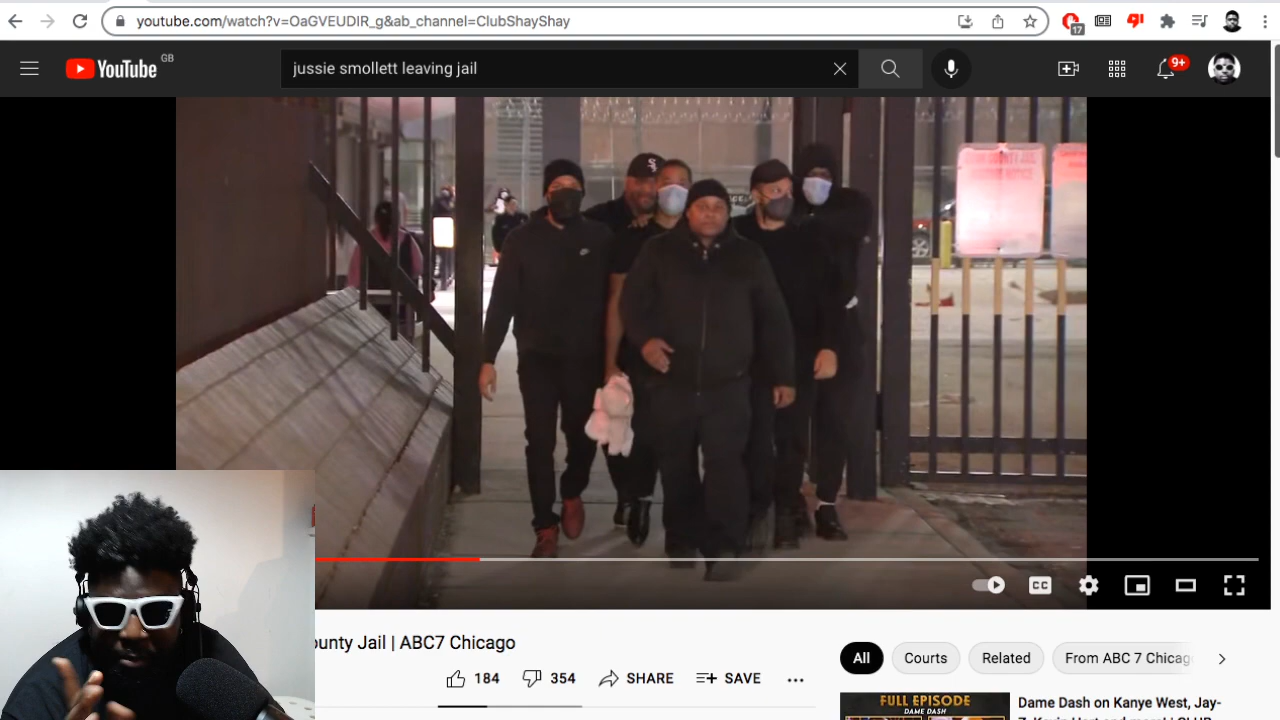 youtube.com/watch?v=OaGVEUDIR_g&ab_channel=ClubShayShay
17
YouTube GB
jussie smollett leaving jail
9+
CC
ounty Jail | ABC7 Chicago
184 354 SHARE SAVE
All Courts Related From ABC 7 Chicag
FULL EPISODE
DAME DASH
Dame Dash on Kanye West, Jay-